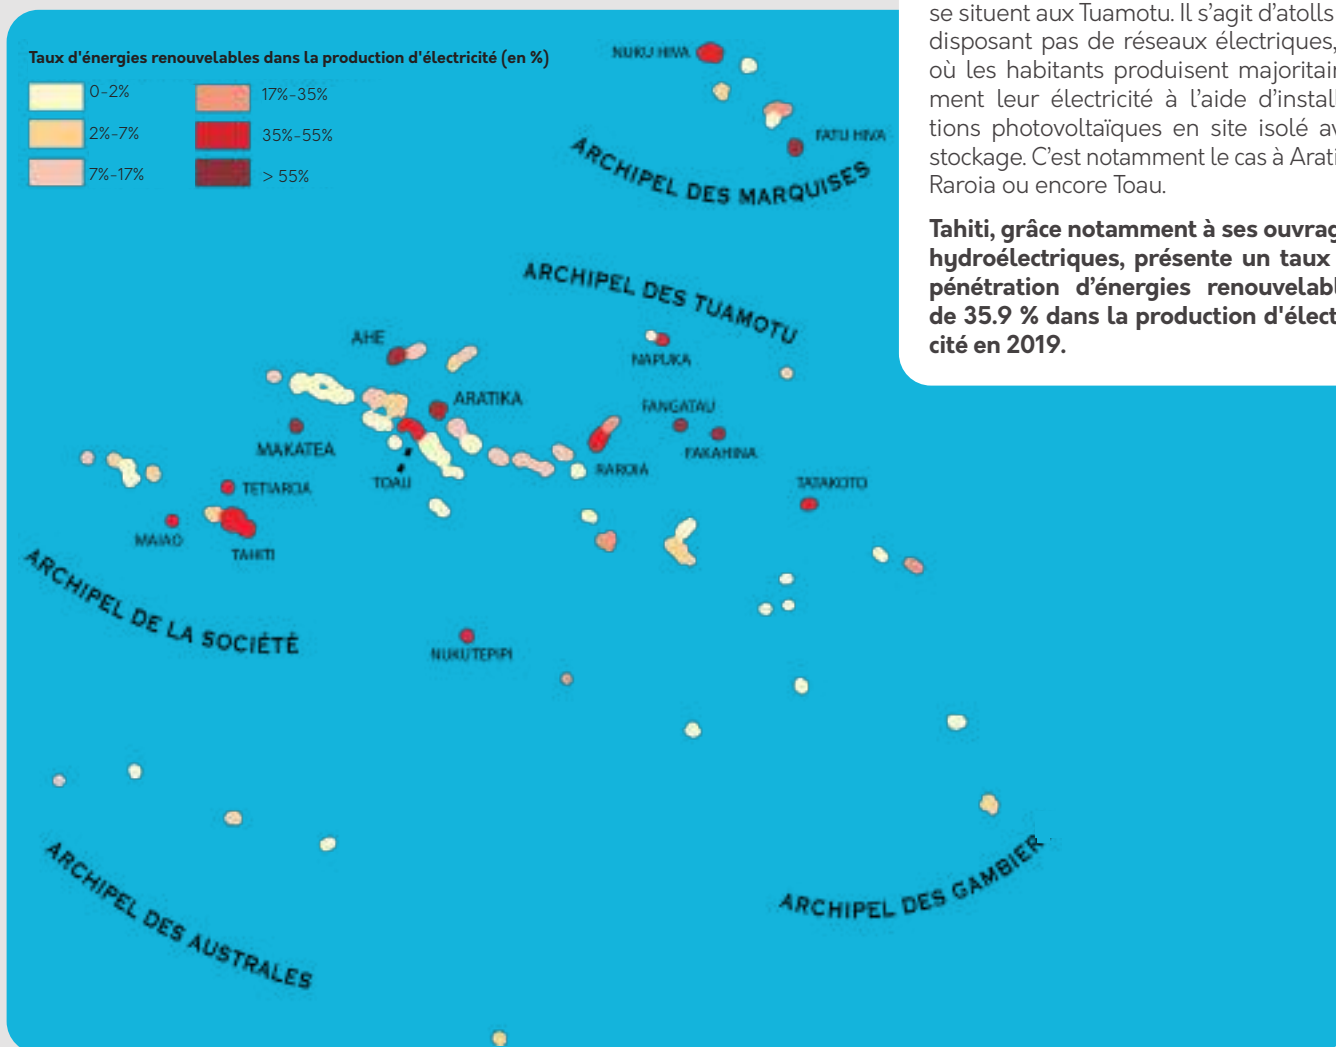 Taux d'énergies renouvelables dans la production d'électricité (en %)
0-2%
2%-7%
7%-17%
17%-35%
35%-55%
> 55%
NUKU HIVA
FATU HIVA
ARCHIPEL DES MARQUISES
ARCHIPEL DES TUAMOTU
AHE
NAPUKA
ARATIKA
FANGATAU
MAKATEA
FAKAHINA
TOAU
RAROIA
TETIAROA
TATAKOTO
MAIAO
TAHITI
ARCHIPEL DE LA SOCIÉTÉ
NUKUTEPIPI
ARCHIPEL DES GAMBIER
ARCHIPEL DES AUSTRALES
se situent aux Tuamotu. Il s'agit d'atolls
disposant pas de réseaux électriques,
où les habitants produisent majoritair
ment leur électricité à l'aide d'install
tions photovoltaïques en site isolé av
stockage. C'est notamment le cas à Arati
Raroia ou encore Toau.
Tahiti, grâce notamment à ses ouvrag
hydroélectriques, présente un taux
pénétration d'énergies renouvelabl
de 35.9 % dans la production d'élect
cité en 2019.